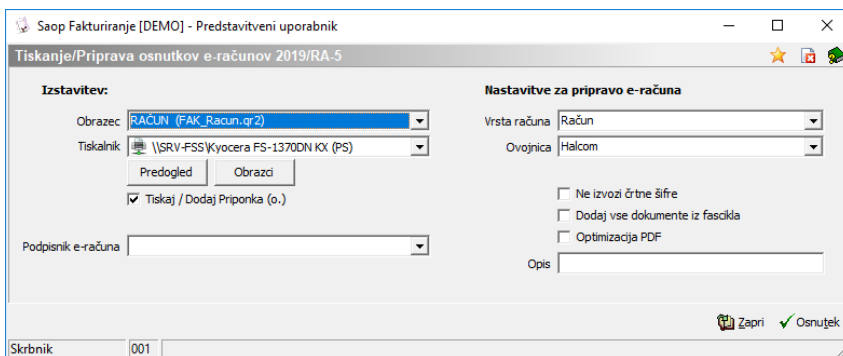 Saop Fakturiranje [DEMO] - Predstavitveni uporabnik
Tiskanje/Priprava osnutkov e-računov 2019/RA-5
Izstavitev:
Obrazec RAČUN (FAK_Racun.qr2)
Tiskalnik \\SRV-FSS\Kyocera FS-1370DN KX (PS)
Predogled Obrazci
Tiskaj / Dodaj Priponka (o.)
Podpisnik e-računa
Nastavitve za pripravo e-računa
Vrsta računa Račun
Ovojnica Halcom
Ne izvozi črtne šifre
Dodaj vse dokumente iz fascikla
Optimizacija PDF
Opis
Zapri Osnutek
Skrbnik 001